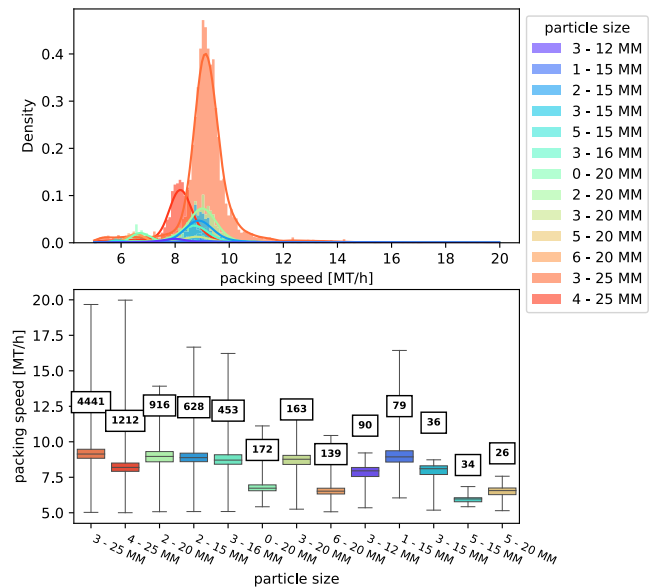 particle size
3 - 12 MM
1 - 15 MM
2 - 15 MM
3 - 15 MM
5 - 15 MM
3 - 16 MM
0 - 20 MM
2 - 20 MM
3 - 20 MM
5 - 20 MM
6 - 20 MM
3 - 25 MM
4 - 25 MM
Density
0.4
0.3
0.2
0.1
0.0
6 8 10 12 14 16 18 20
packing speed [MT/h]
packing speed [MT/h]
20.0
17.5
15.0
12.5
10.0
7.5
5.0
4441 1212 916 628 453 172 163 139 90 79 36 34 26
3 - 25 MM
4 - 25 MM
2 - 20 MM
2 - 15 MM
3 - 16 MM
0 - 20 MM
3 - 20 MM
6 - 20 MM
3 - 12 MM
1 - 15 MM
3 - 15 MM
5 - 15 MM
5 - 20 MM
particle size